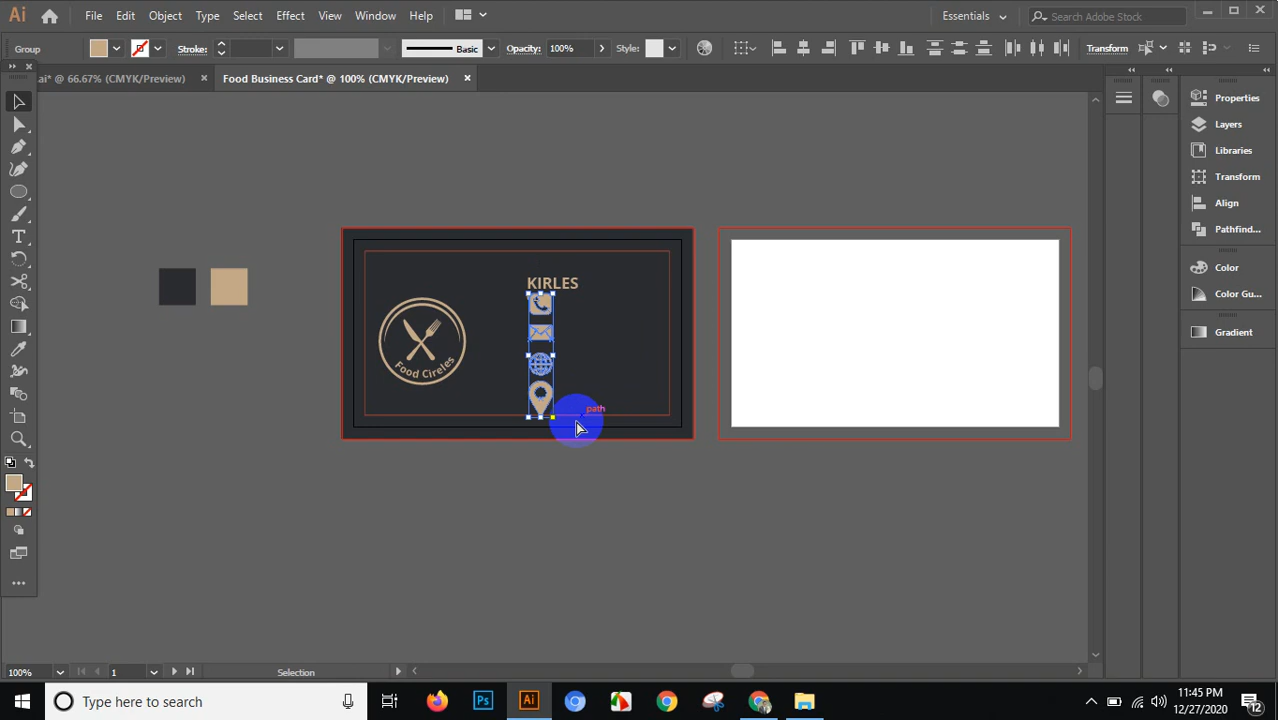 Ai File Edit Object Type Select Effect View Window Help Essentials Search Adobe Stock
Group Stroke: Basic Opacity: 100% Style: Transform
ai* @ 66.67% (CMYK/Preview) × Food Business Card* @ 100% (CMYK/Preview) ×
Properties
Layers
Libraries
Transform
Align
Pathfind...
Color
Color Gu...
Gradient
KIRLES
Food Cireles
path
100% 1 Selection
Type here to search
Ps Ai
11:45 PM
12/27/2020
12